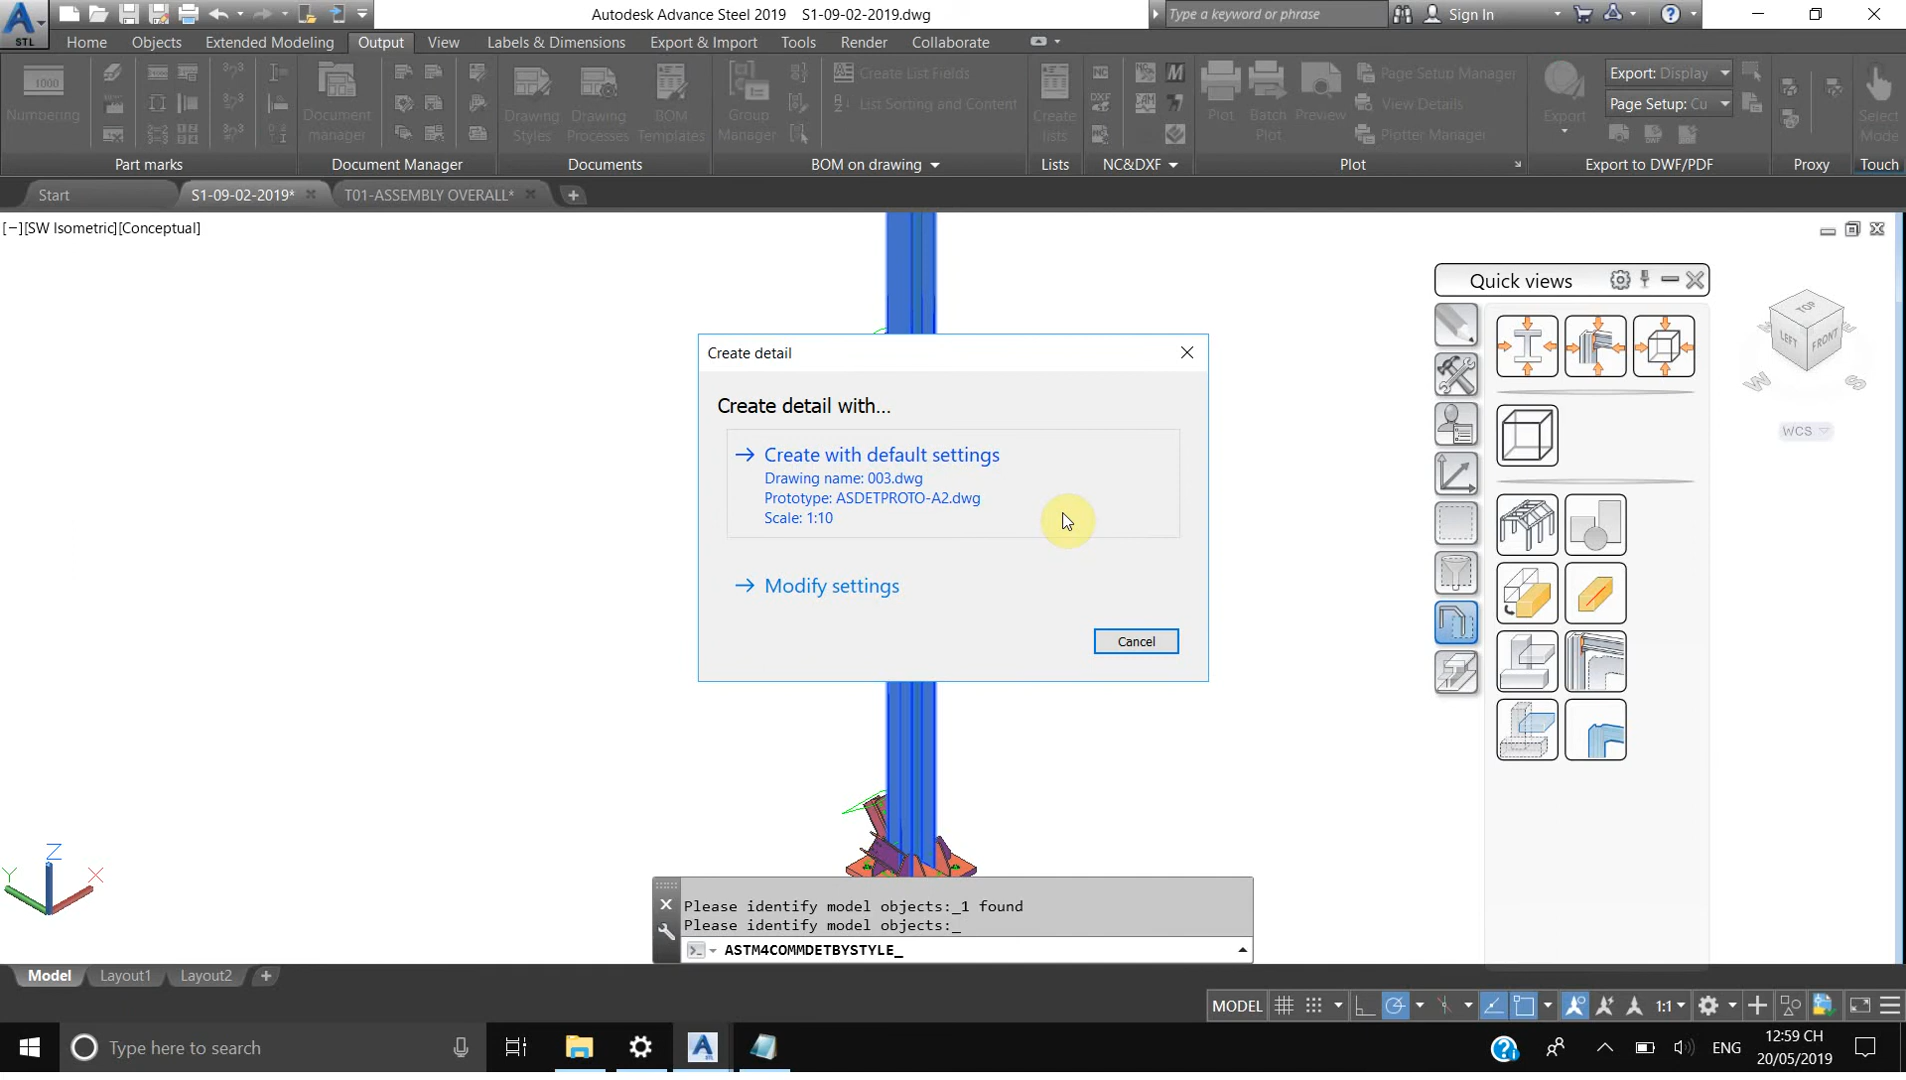 Autodesk Advance Steel 2019 S1-09-02-2019.dwg
Type a keyword or phrase
Sign In
STL
Home Objects Extended Modeling Output View Labels & Dimensions Export & Import Tools Render Collaborate
1000
Numbering
Document
manager
Drawing
Styles
Drawing
Processes
BOM
Templates
Group
Manager
Create List Fields
List Sorting and Content
Create
lists
NC
DXF
Plot
Batch
Plot
Preview
Page Setup Manager
View Details
Plotter Manager
Export
Export: Display
Page Setup: Cu
Select
Mode
Part marks Document Manager Documents BOM on drawing Lists NC&DXF Plot Export to DWF/PDF Proxy Touch
Start S1-09-02-2019* T01-ASSEMBLY OVERALL*
[−][SW Isometric][Conceptual]
Quick views
TOP
LEFT
FRONT
W
S
WCS
Create detail
Create detail with...
Create with default settings
Drawing name: 003.dwg
Prototype: ASDETPROTO-A2.dwg
Scale: 1:10
Modify settings
Cancel
Z
Y
X
Please identify model objects:_1 found
Please identify model objects:_
ASTM4COMMDETBYSTYLE_
Model Layout1 Layout2
MODEL 1:1
Type here to search
ENG
12:59 CH
20/05/2019